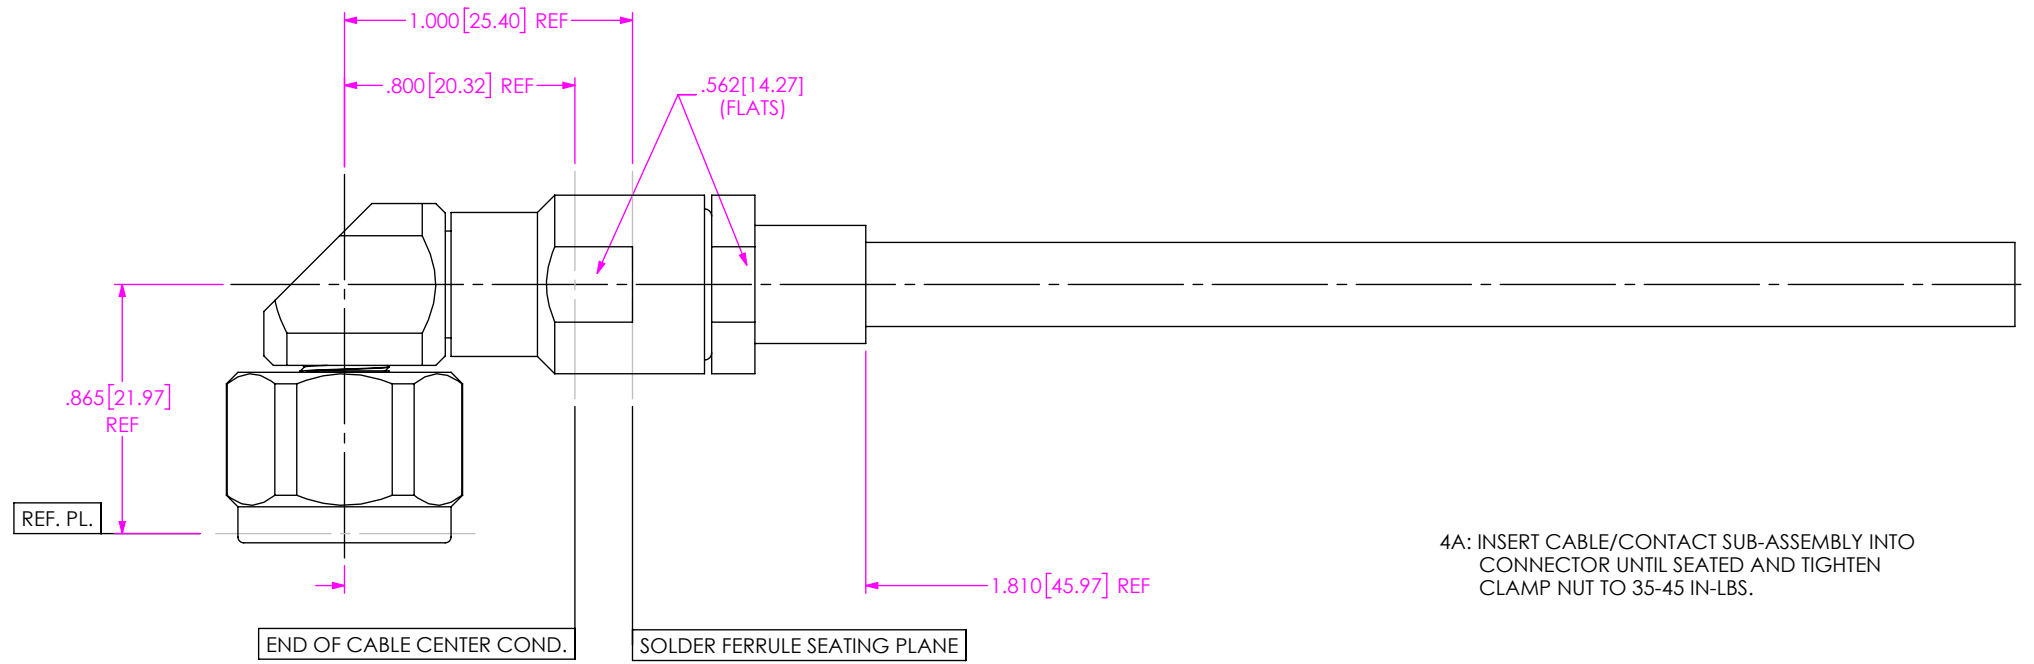 1.000[25.40] REF
.800[20.32] REF
.562[14.27]
(FLATS)
.865[21.97]
REF
REF. PL.
4A: INSERT CABLE/CONTACT SUB-ASSEMBLY INTO
CONNECTOR UNTIL SEATED AND TIGHTEN
CLAMP NUT TO 35-45 IN-LBS.
1.810[45.97] REF
END OF CABLE CENTER COND.
SOLDER FERRULE SEATING PLANE